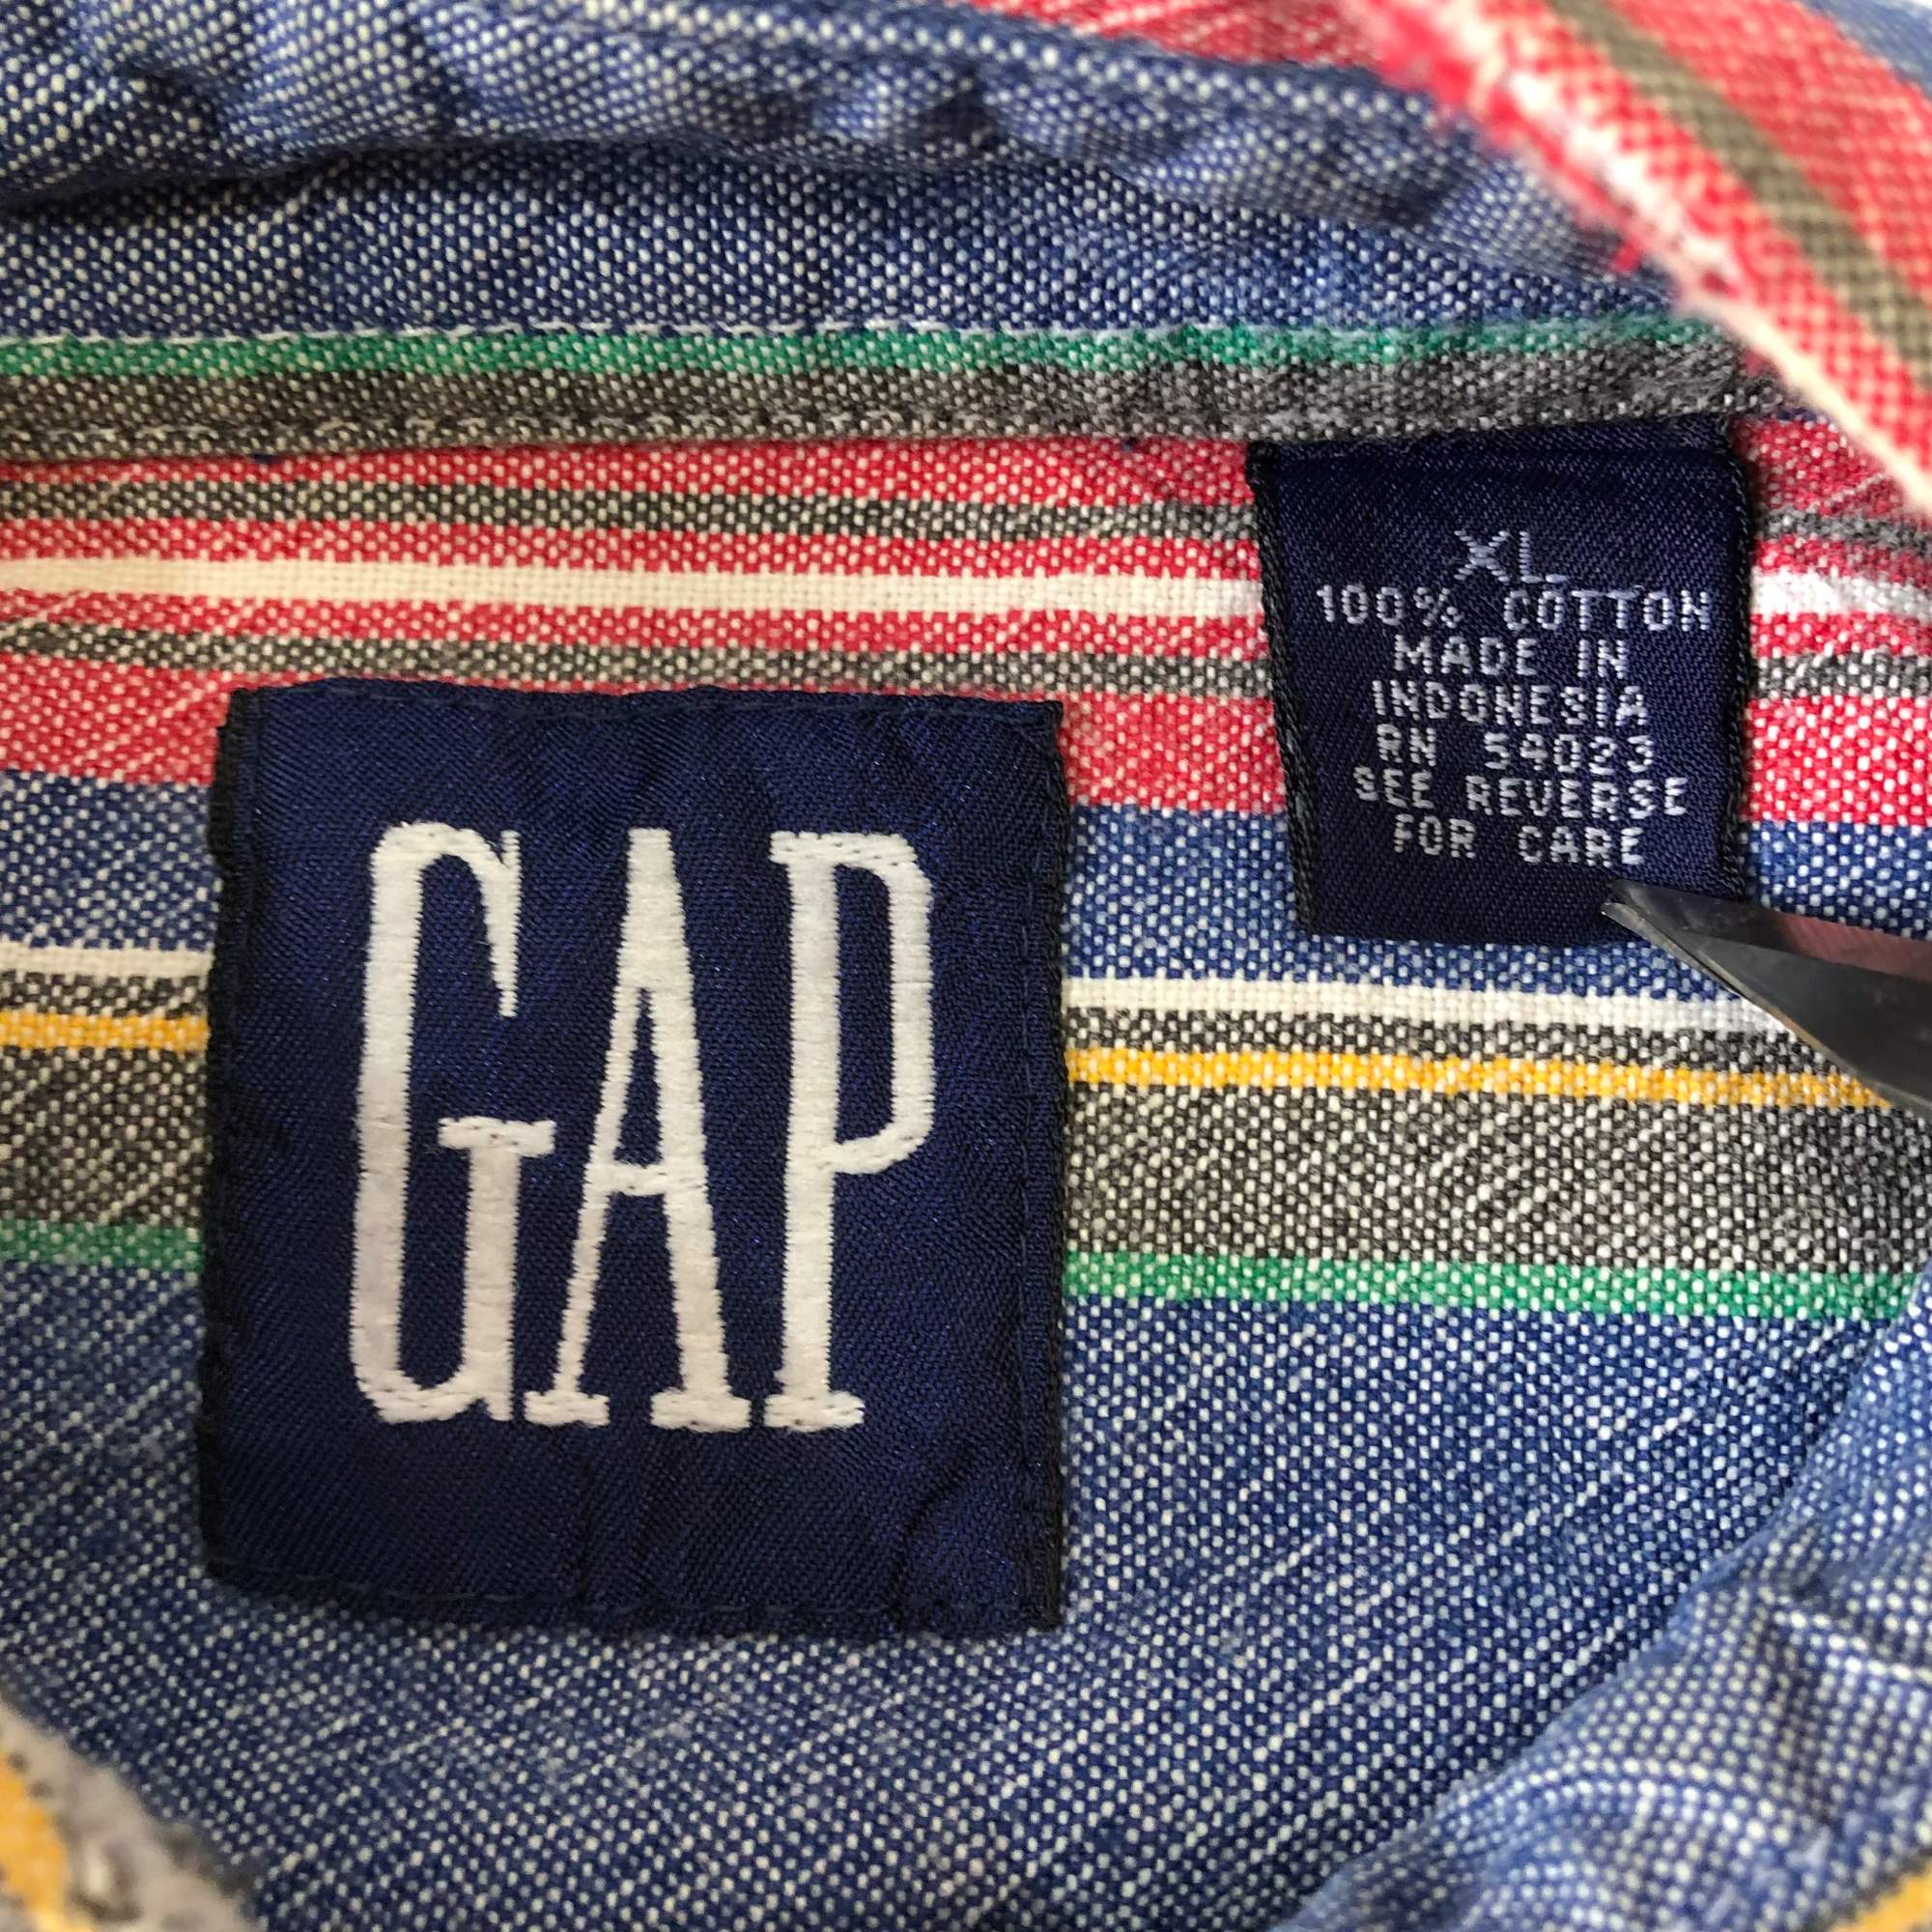 GAP
XL
100% COTTON
MADE IN
INDONESIA
RN 54023
SEE REVERSE
FOR CARE